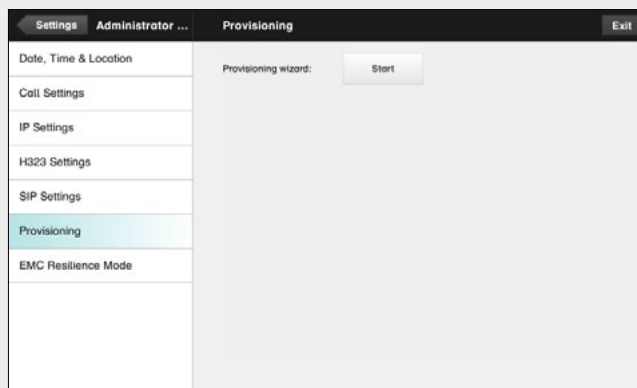 Settings
Administrator ...
Provisioning
Exit
Date, Time & Location
Call Settings
IP Settings
H323 Settings
SIP Settings
Provisioning
EMC Resilience Mode
Provisioning wizard:
Start